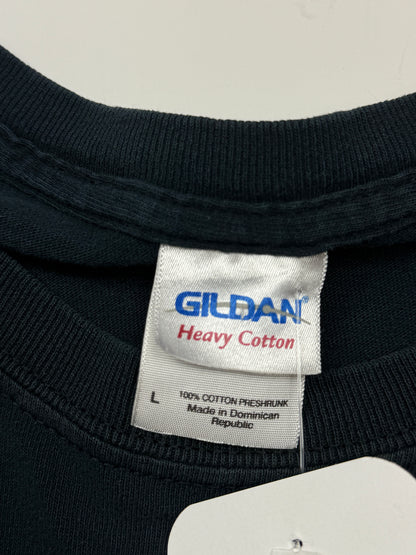 GILDAN®
Heavy Cotton
L
100% COTTON PRESHRUNK
Made in Dominican
Republic